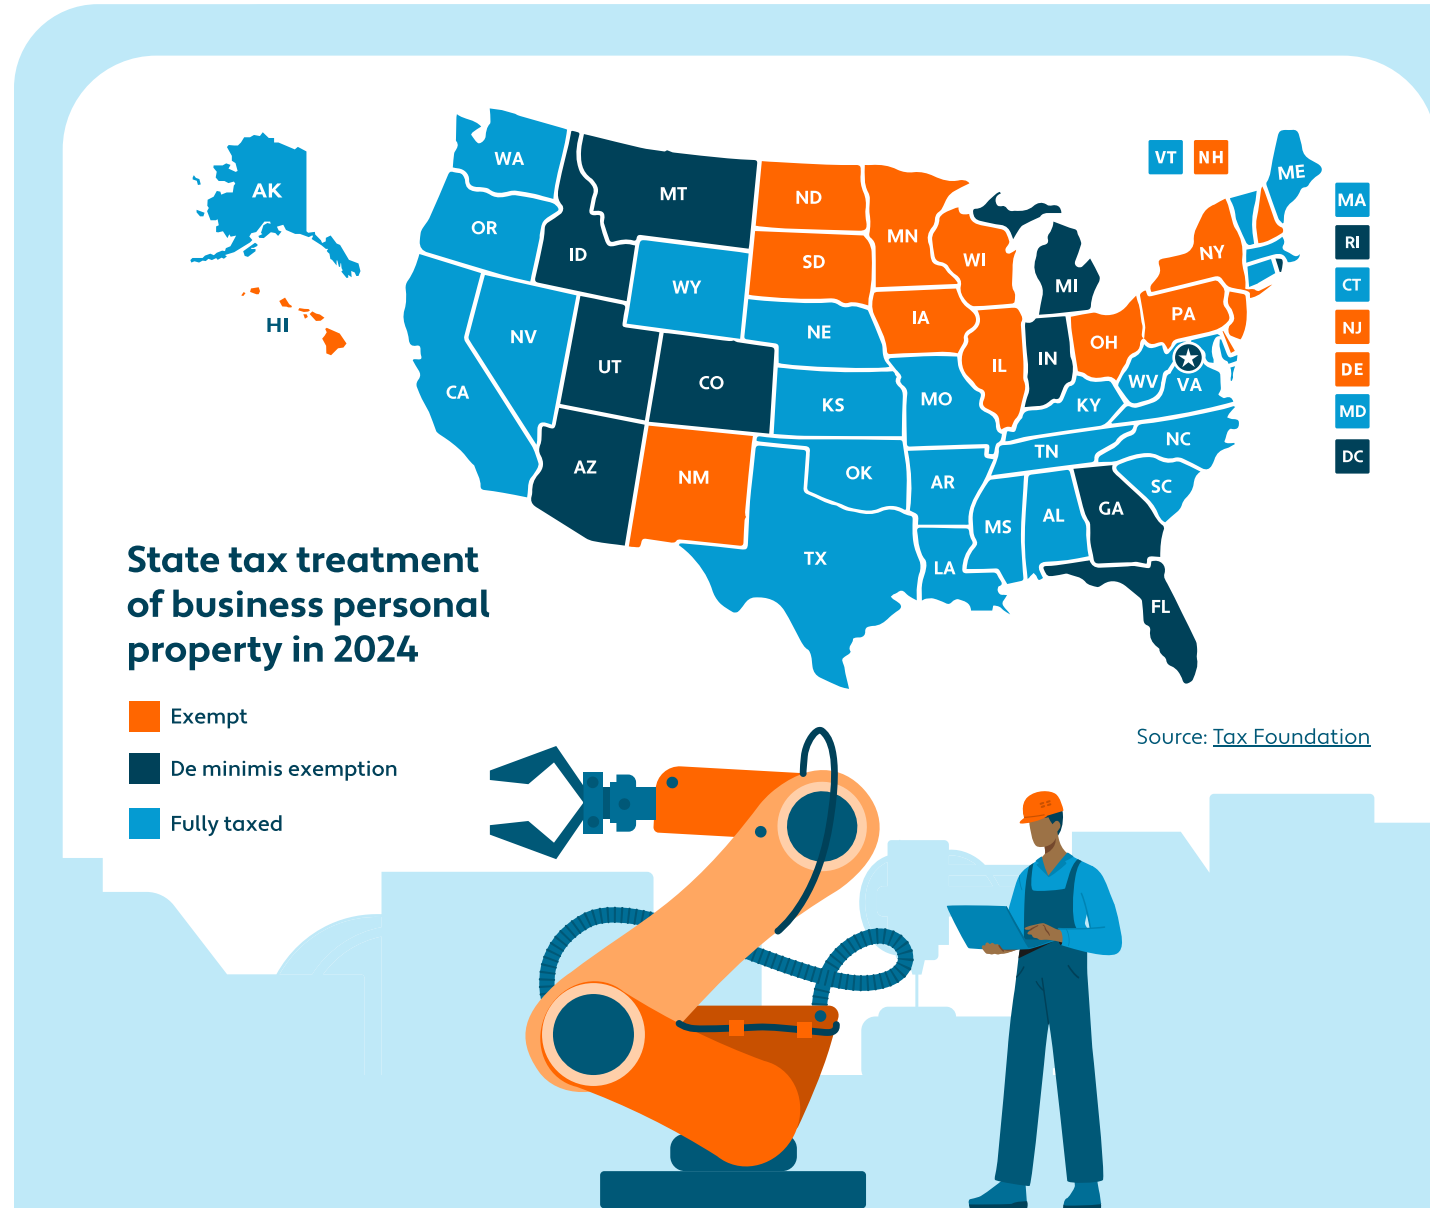 WA
MT
ND
MN
VT
NH
ME
AK
OR
ID
SD
WI
NY
MA
RI
WY
MI
CT
HI
NV
NE
IA
IL
IN
OH
PA
NJ
UT
CO
CA
KS
MO
KY
WV
VA
DE
MD
AZ
NM
OK
AR
TN
NC
SC
DC
TX
LA
MS
AL
GA
FL
State tax treatment
of business personal
property in 2024
Exempt
De minimis exemption
Fully taxed
Source: Tax Foundation